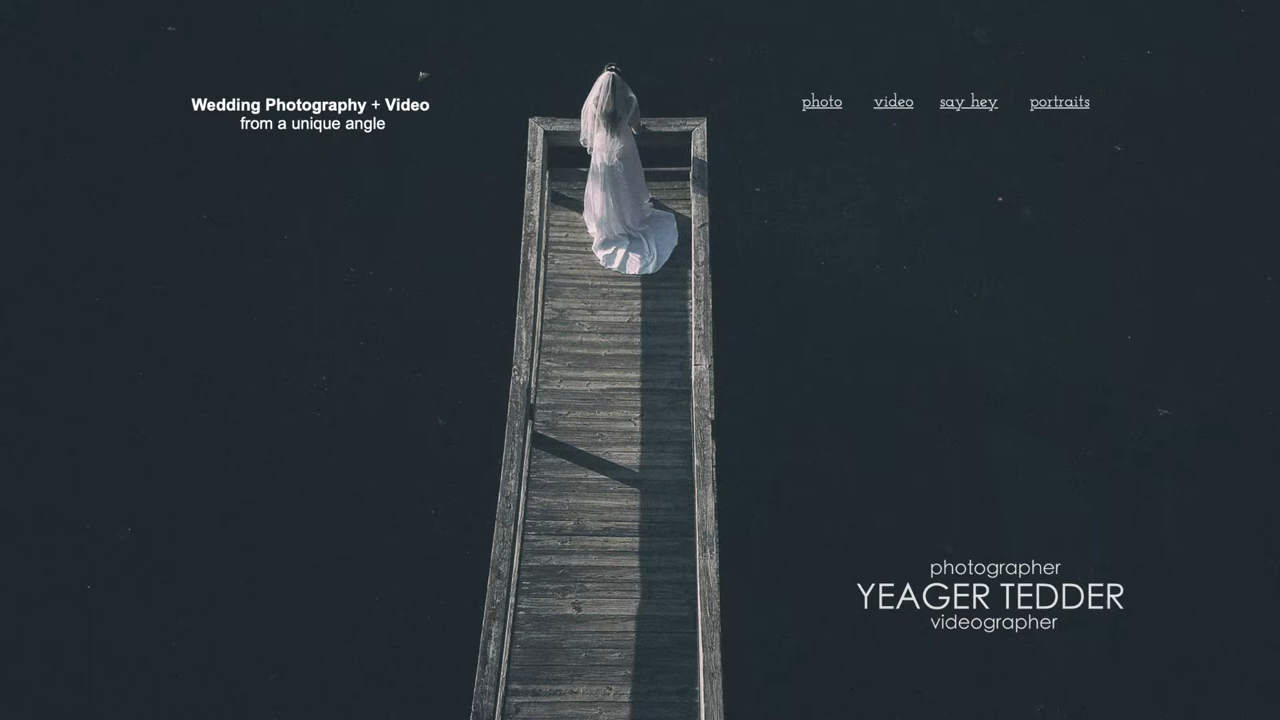 Wedding Photography + Video
from a unique angle
photo video say hey portraits
photographer
YEAGER TEDDER
videographer